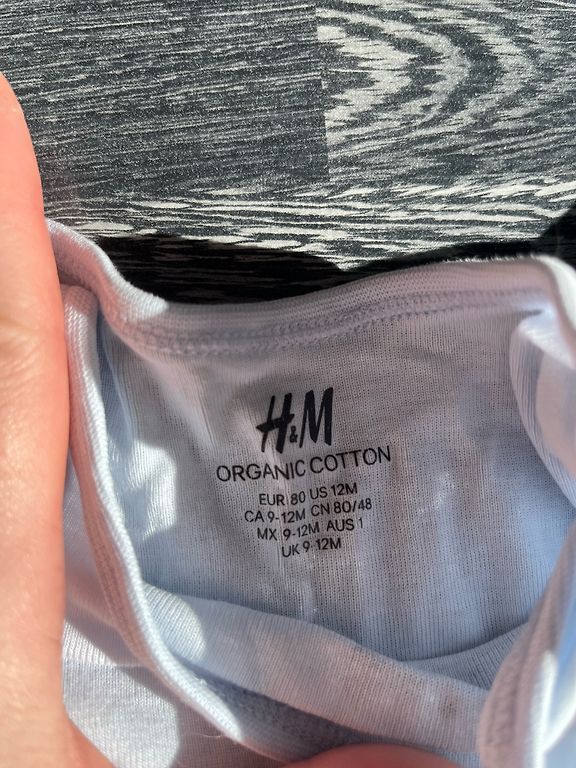 H&M
ORGANIC COTTON
EUR 80 US 12M
CA 9-12M CN 80/48
MX 9-12M AUS 1
UK 9-12M